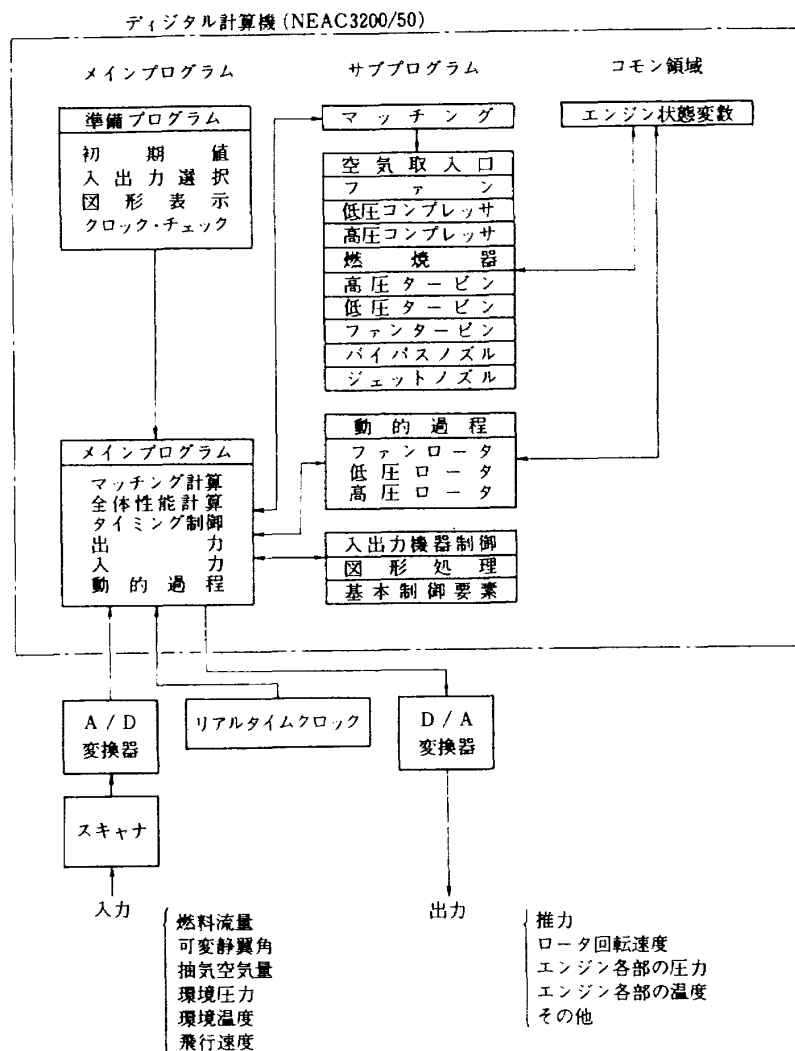 ディジタル計算機(NEAC3200/50)
メインプログラム
サブプログラム
コモン領域
準備プログラム
初期値
入出力選択
図形表示
クロック・チェック
マッチング
エンジン状態変数
空気取入口
ファン
低圧コンプレッサ
高圧コンプレッサ
燃焼器
高圧タービン
低圧タービン
ファンタービン
バイパスノズル
ジェットノズル
メインプログラム
マッチング計算
全体性能計算
タイミング制御
出力
入力
動的過程
動的過程
ファンロータ
低圧ロータ
高圧ロータ
入出力機器制御
図形処理
基本制御要素
A/D
変換器
リアルタイムクロック
D/A
変換器
スキャナ
入力
燃料流量
可変静翼角
抽気空気量
環境圧力
環境温度
飛行速度
出力
推力
ロータ回転速度
エンジン各部の圧力
エンジン各部の温度
その他